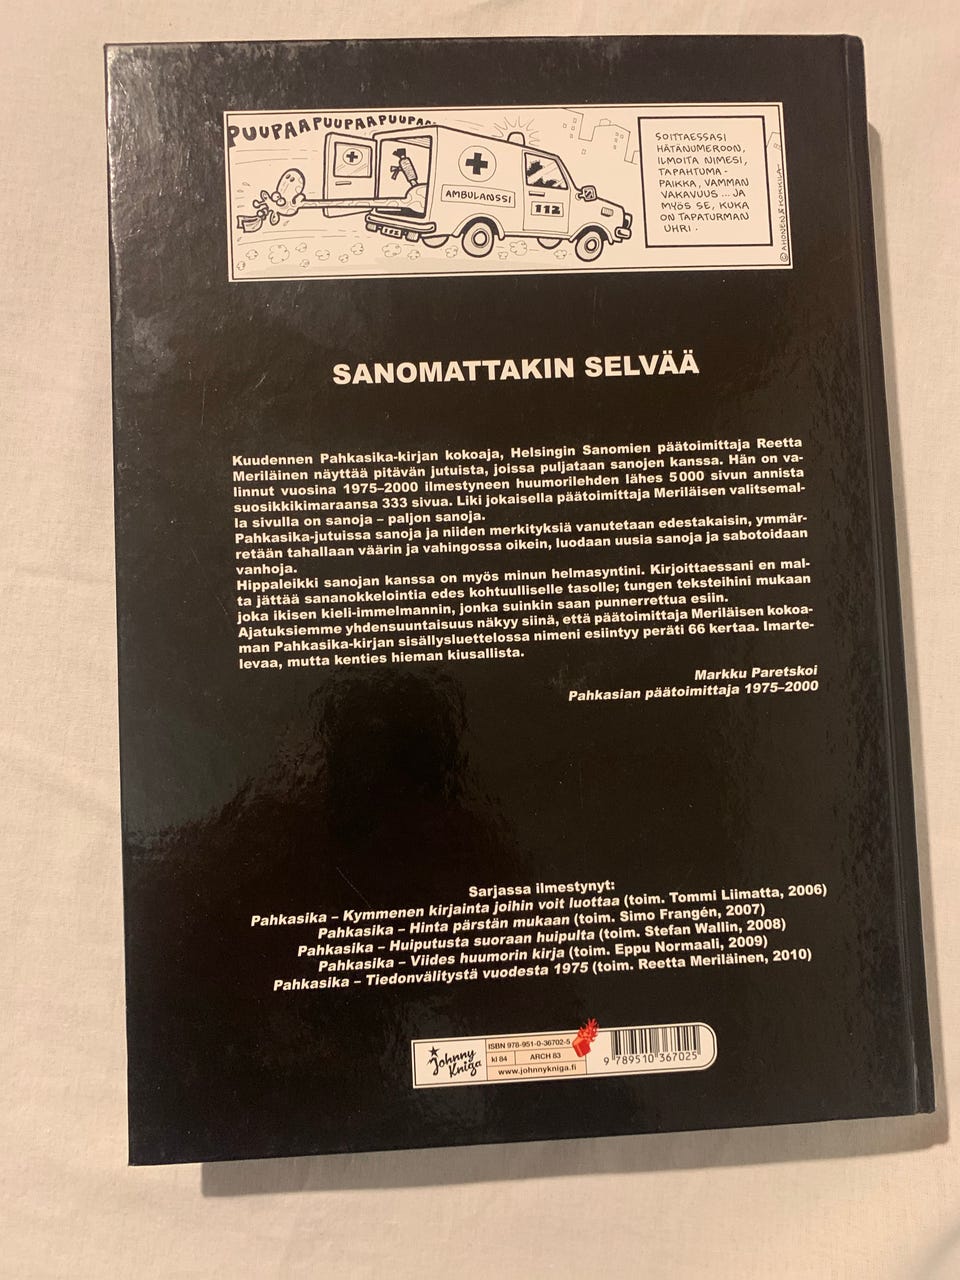 PUUPAAPUUPAAPUUPAA
AMBULANSSI
112
112
SOITTAESSASI
HÄTÄNUMEROON,
ILMOITA NIMESI,
TAPAHTUMA-
PAIKKA, VAMMAN
VAKAVUUS ... JA
MYÖS SE, KUKA
ON TAPATURMAN
UHRI.
© AHONEN & KOKKILA
SANOMATTAKIN SELVÄÄ
Kuudennen Pahkasika-kirjan kokoaja, Helsingin Sanomien päätoimittaja Reetta
Meriläinen näyttää pitävän jutuista, joissa puljataan sanojen kanssa. Hän on va-
linnut vuosina 1975–2000 ilmestyneen huumorilehden lähes 5000 sivun annista
suosikkikimaraansa 333 sivua. Liki jokaisella päätoimittaja Meriläisen valitsemal-
la sivulla on sanoja – paljon sanoja.
Pahkasika-jutuissa sanoja ja niiden merkityksiä vanutetaan edestakaisin, ymmär-
retään tahallaan väärin ja vahingossa oikein, luodaan uusia sanoja ja sabotoidaan
vanhoja.
Hippaleikki sanojan kanssa on myös minun helmasyntini. Kirjoittaessani en mal-
ta jättää sananokkelointia edes kohtuulliselle tasolle; tungen teksteihini mukaan
joka ikisen kieli-immelmannin, jonka suinkin saan punnerrettua esiin.
Ajatuksiemme yhdensuuntaisuus näkyy siinä, että päätoimittaja Meriläisen kokoa-
man Pahkasika-kirjan sisällysluettelossa nimeni esiintyy peräti 66 kertaa. Imarte-
levaa, mutta kenties hieman kiusallista.
Markku Paretskoi
Pahkasian päätoimittaja 1975–2000
Sarjassa ilmestynyt:
Pahkasika – Kymmenen kirjainta joihin voit luottaa (toim. Tommi Liimatta, 2006)
Pahkasika – Hinta pärstän mukaan (toim. Simo Frangén, 2007)
Pahkasika – Huiputusta suoraan huipulta (toim. Stefan Wallin, 2008)
Pahkasika – Viides huumorin kirja (toim. Eppu Normaali, 2009)
Pahkasika – Tiedonvälitystä vuodesta 1975 (toim. Reetta Meriläinen, 2010)
Johnny
Kniga
ISBN 978-951-0-36702-5
kl 84 ARCH 83
www.johnnykniga.fi
9 789510 367025